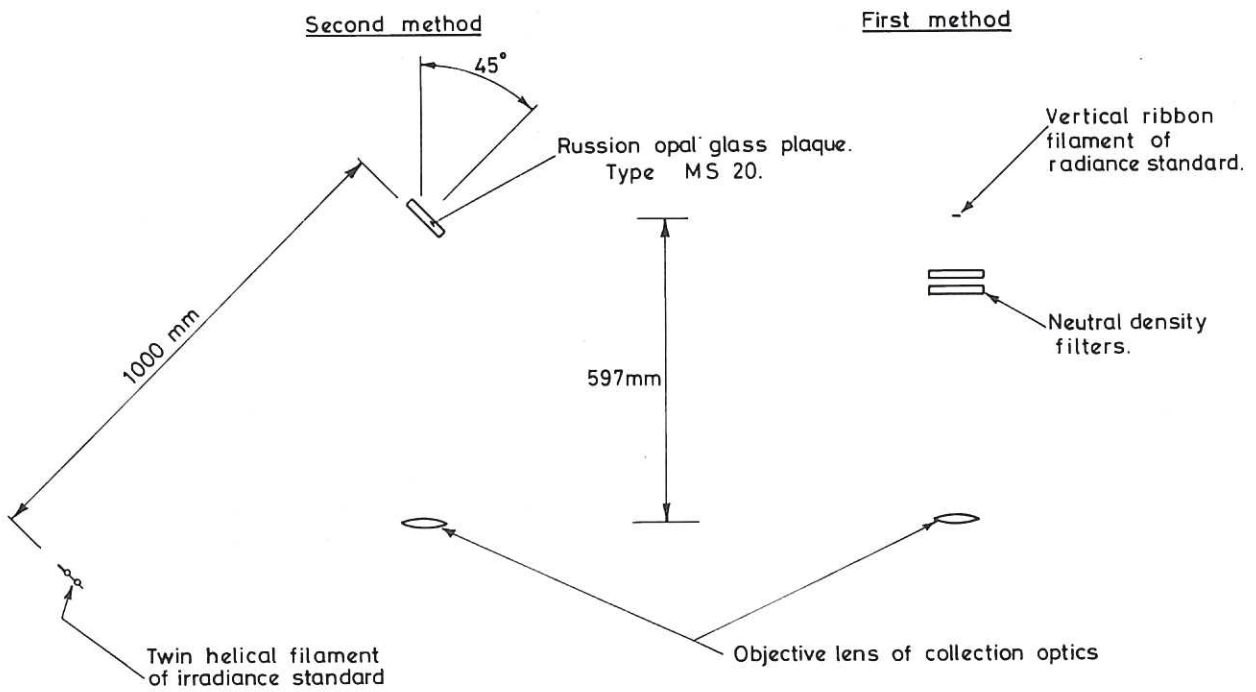 Second method
First method
45°
Russion opal glass plaque.
Type MS 20.
Vertical ribbon
filament of
radiance standard.
1000 mm
597mm
Neutral density
filters.
Twin helical filament
of irradiance standard
Objective lens of collection optics